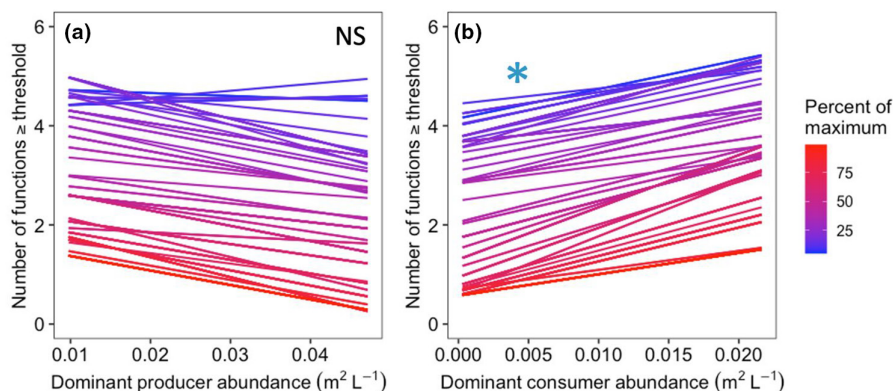 (a)
NS
Number of functions ≥ threshold
6
4
2
0
0.01 0.02 0.03 0.04
Dominant producer abundance (m² L⁻¹)
(b)
*
Number of functions ≥ threshold
6
4
2
0
0.000 0.005 0.010 0.015 0.020
Dominant consumer abundance (m² L⁻¹)
Percent of
maximum
75
50
25